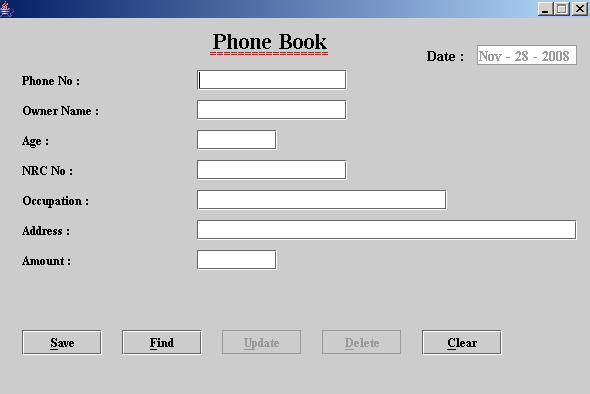 Phone Book
Date : Nov - 28 - 2008
Phone No :
Owner Name :
Age :
NRC No :
Occupation :
Address :
Amount :
Save Find Update Delete Clear